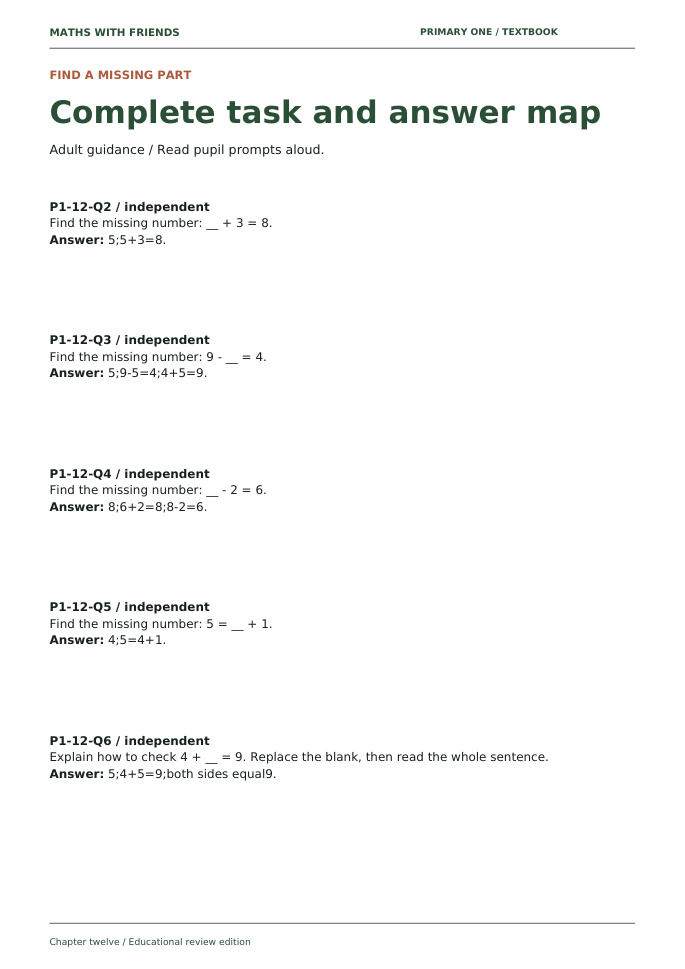 MATHS WITH FRIENDS
PRIMARY ONE / TEXTBOOK
FIND A MISSING PART
Complete task and answer map
Adult guidance / Read pupil prompts aloud.
P1-12-Q2 / independent
Find the missing number: __ + 3 = 8.
Answer: 5;5+3=8.
P1-12-Q3 / independent
Find the missing number: 9 - __ = 4.
Answer: 5;9-5=4;4+5=9.
P1-12-Q4 / independent
Find the missing number: __ - 2 = 6.
Answer: 8;6+2=8;8-2=6.
P1-12-Q5 / independent
Find the missing number: 5 = __ + 1.
Answer: 4;5=4+1.
P1-12-Q6 / independent
Explain how to check 4 + __ = 9. Replace the blank, then read the whole sentence.
Answer: 5;4+5=9;both sides equal9.
Chapter twelve / Educational review edition